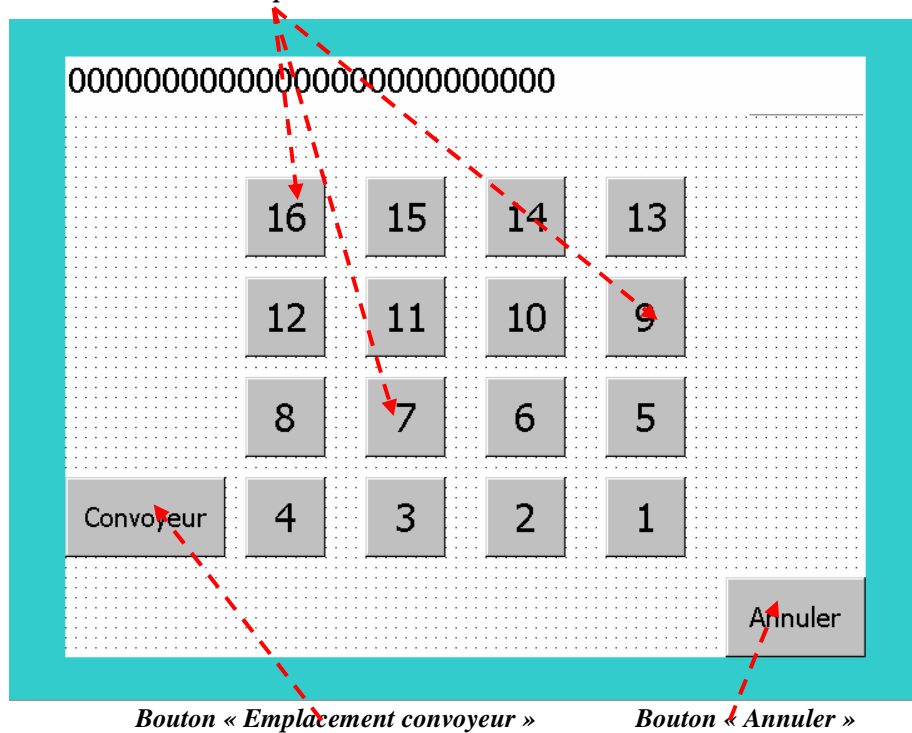 00000000000000000000000000
16 15 14 13
12 11 10 9
8 7 6 5
Convoyeur 4 3 2 1
Annuler
Bouton « Emplacement convoyeur » Bouton « Annuler »